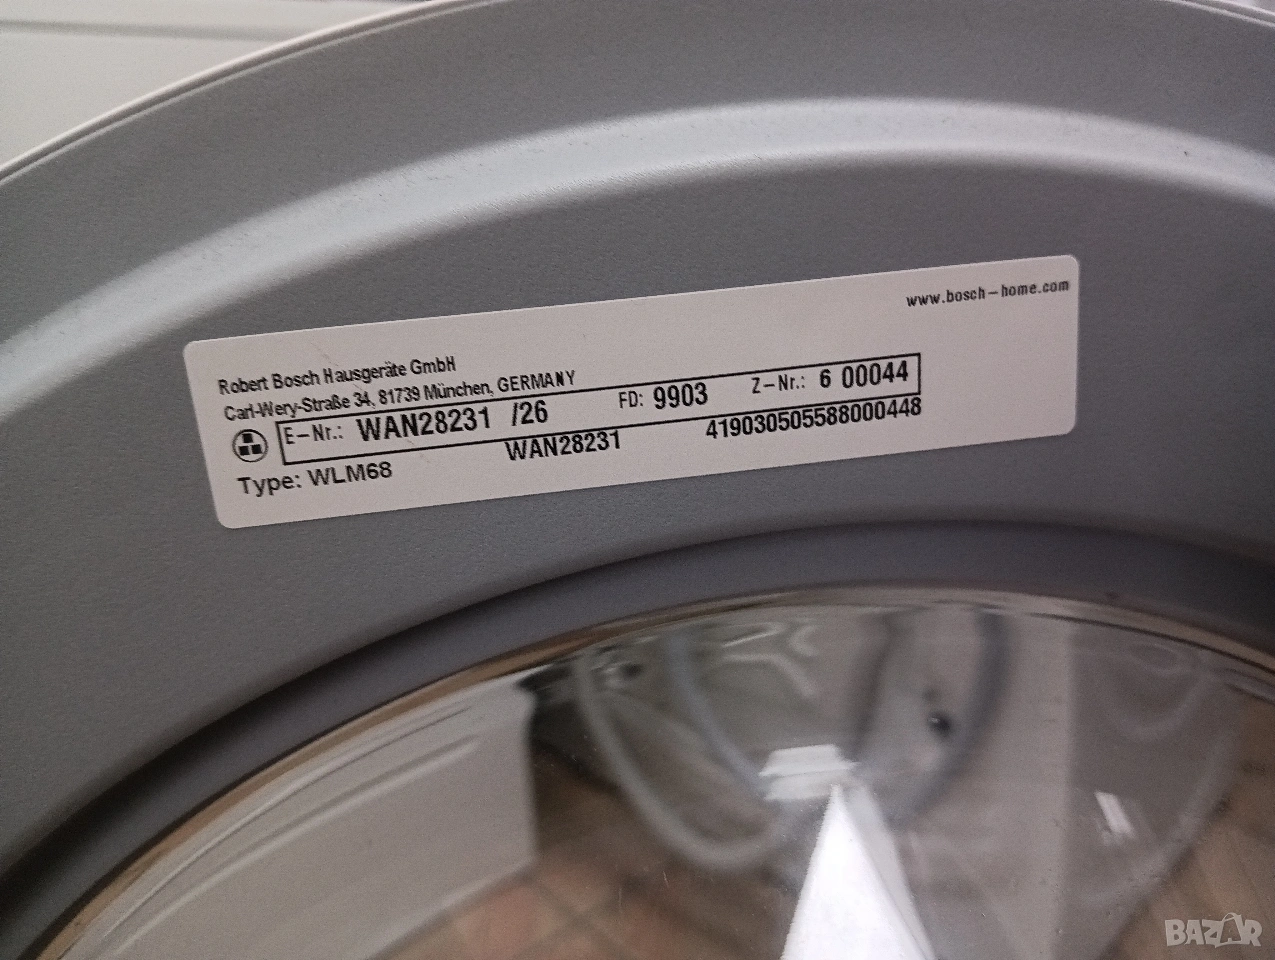 www.bosch-home.com
Robert Bosch Hausgeräte GmbH
Carl-Wery-Straße 34, 81739 München, GERMANY
E-Nr.: WAN28231 /26 FD: 9903 Z-Nr.: 6 00044
Type: WLM68 WAN28231 419030505588000448
BAZAR